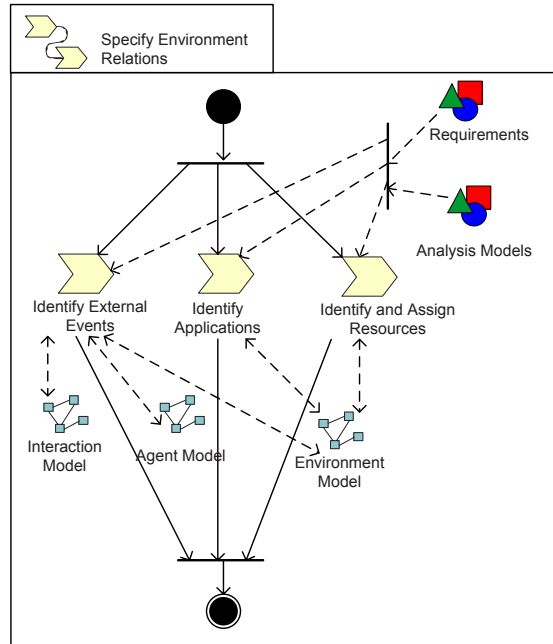 Specify Environment
Relations
Requirements
Analysis Models
Identify External
Events
Identify
Applications
Identify and Assign
Resources
Interaction
Model
Agent Model
Environment
Model